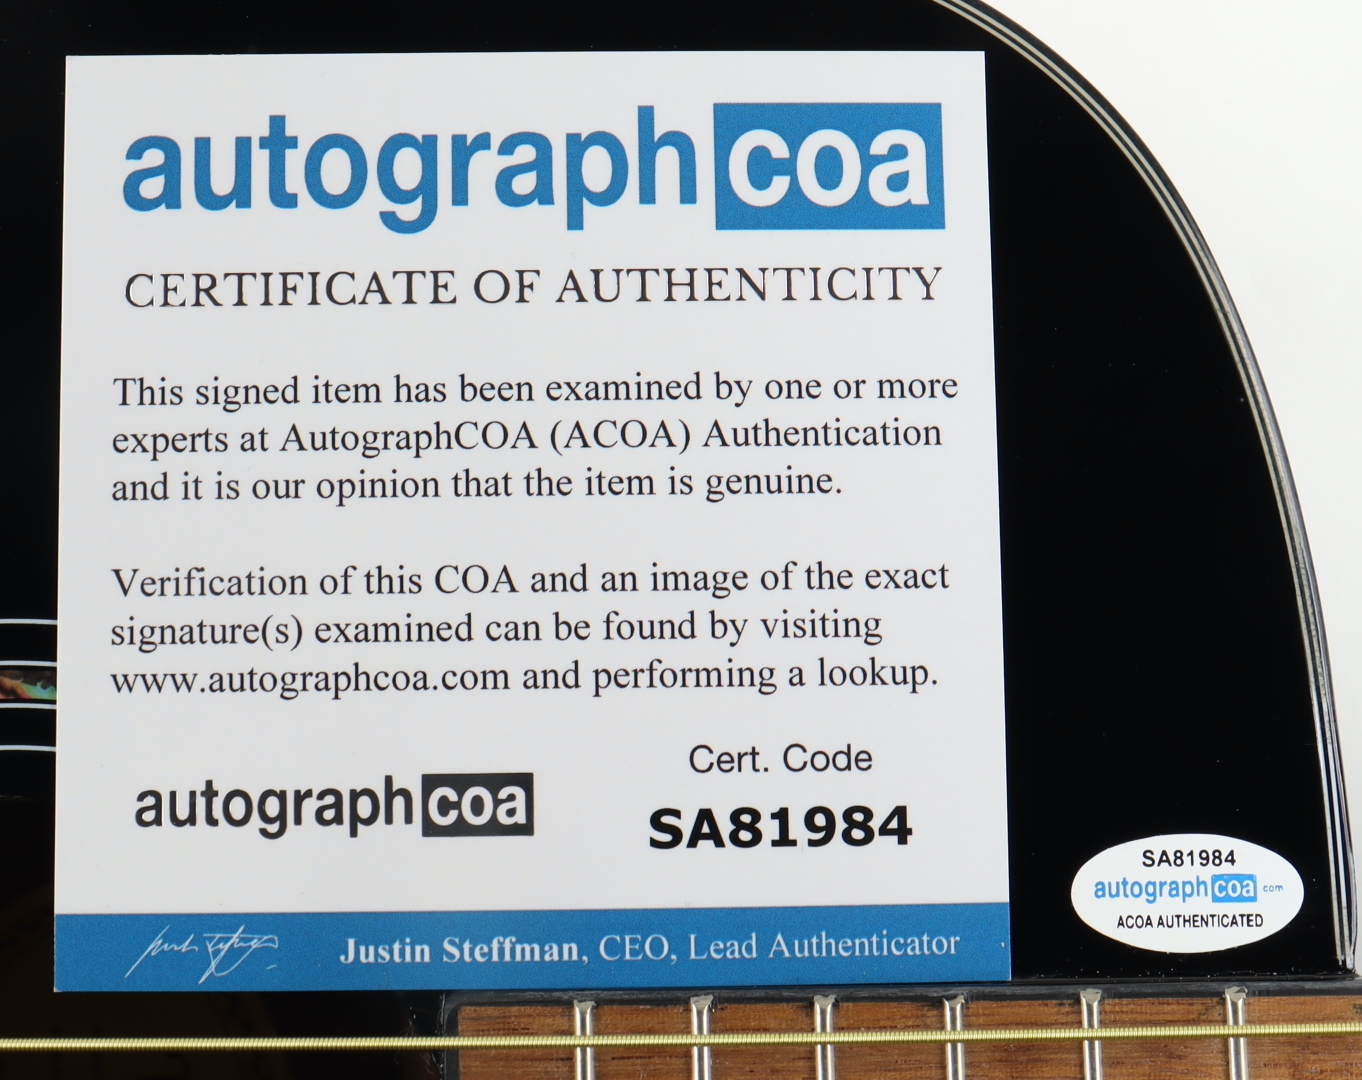 autographcoa
CERTIFICATE OF AUTHENTICITY
This signed item has been examined by one or more
experts at AutographCOA (ACOA) Authentication
and it is our opinion that the item is genuine.
Verification of this COA and an image of the exact
signature(s) examined can be found by visiting
www.autographcoa.com and performing a lookup.
Cert. Code
autographcoa
SA81984
Justin Steffman, CEO, Lead Authenticator
SA81984
autographcoa.com
ACOA AUTHENTICATED